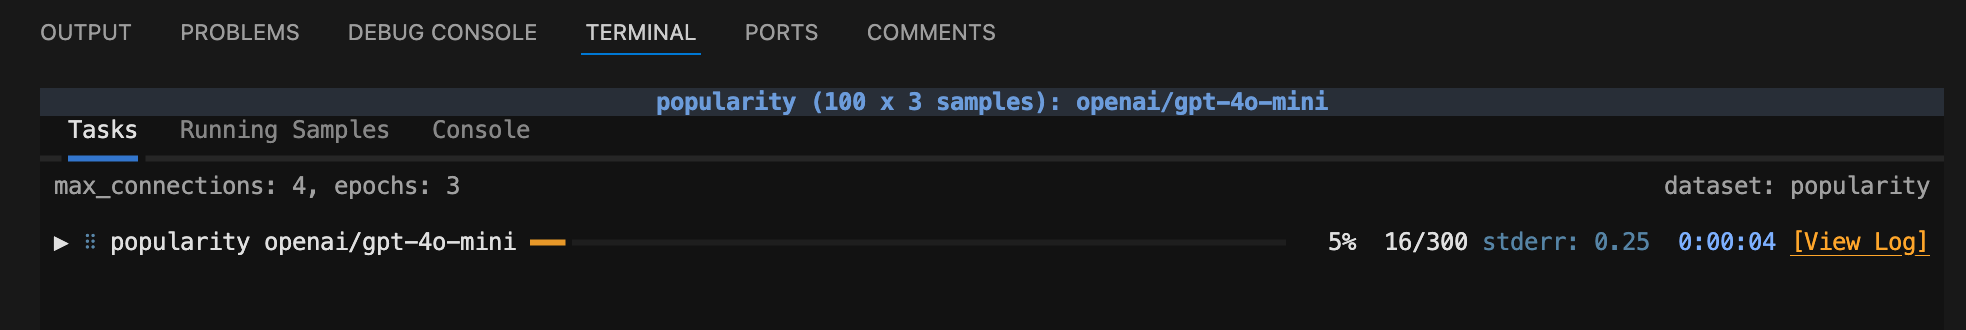 OUTPUT PROBLEMS DEBUG CONSOLE TERMINAL PORTS COMMENTS
popularity (100 x 3 samples): openai/gpt-4o-mini
Tasks Running Samples Console
max_connections: 4, epochs: 3 dataset: popularity
▶ ⠿ popularity openai/gpt-4o-mini 5% 16/300 stderr: 0.25 0:00:04 [View Log]